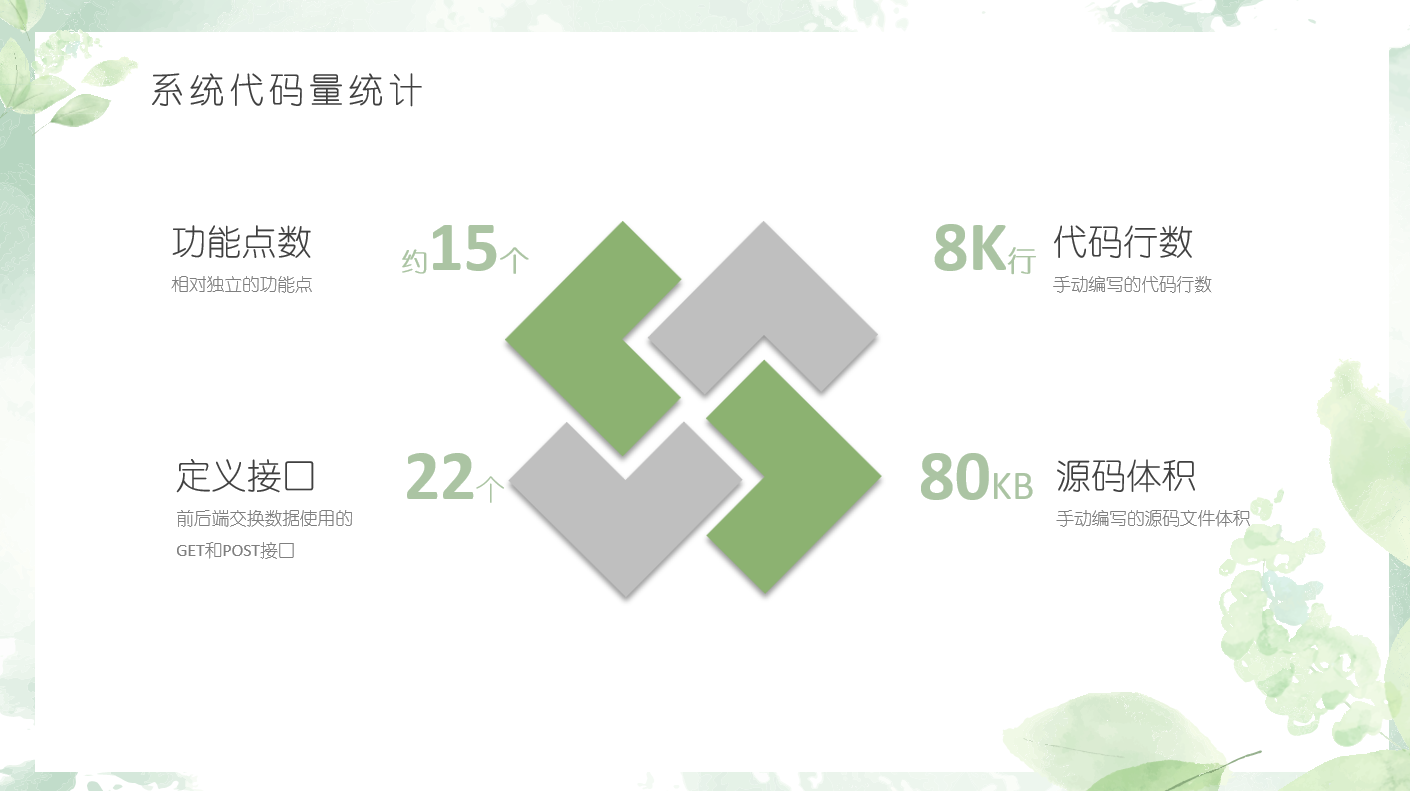 系统代码量统计
功能点数
相对独立的功能点
约15个
8K行
代码行数
手动编写的代码行数
定义接口
前后端交换数据使用的
GET和POST接口
22个
80KB
源码体积
手动编写的源码文件体积